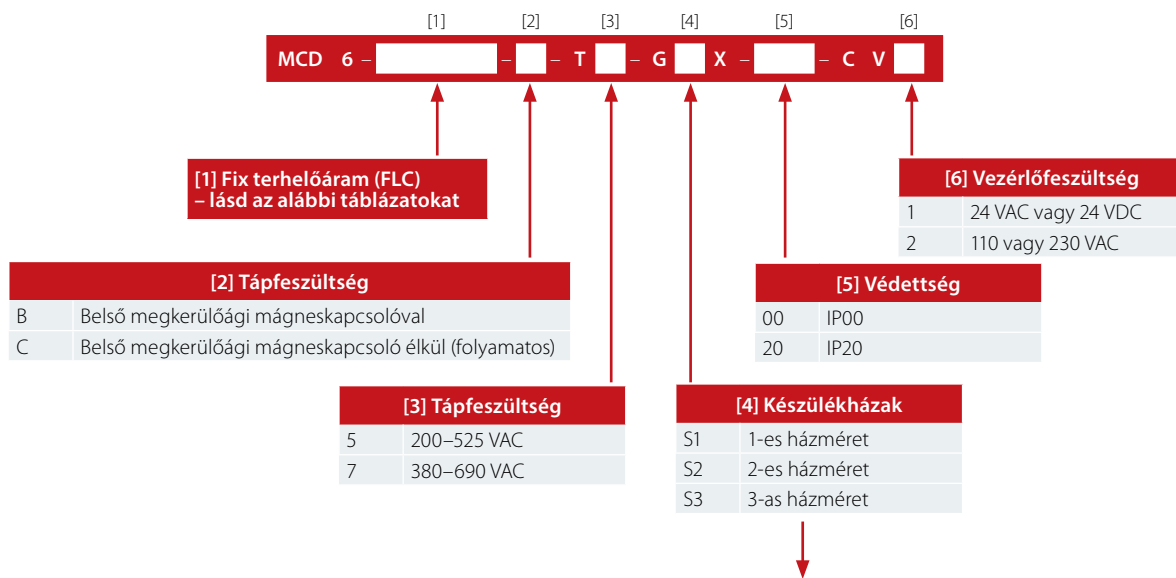 [1] [2] [3] [4] [5] [6]
MCD 6 – – – T – G X – – C V
[1] Fix terhelőáram (FLC)
– lásd az alábbi táblázatokat
[6] Vezérlőfeszültség
1 24 VAC vagy 24 VDC
2 110 vagy 230 VAC
[2] Tápfeszültség
B Belső megkerülőági mágneskapcsolóval
C Belső megkerülőági mágneskapcsoló élkül (folyamatos)
[5] Védettség
00 IP00
20 IP20
[3] Tápfeszültség
5 200–525 VAC
7 380–690 VAC
[4] Készülékházak
S1 1-es házméret
S2 2-es házméret
S3 3-as házméret